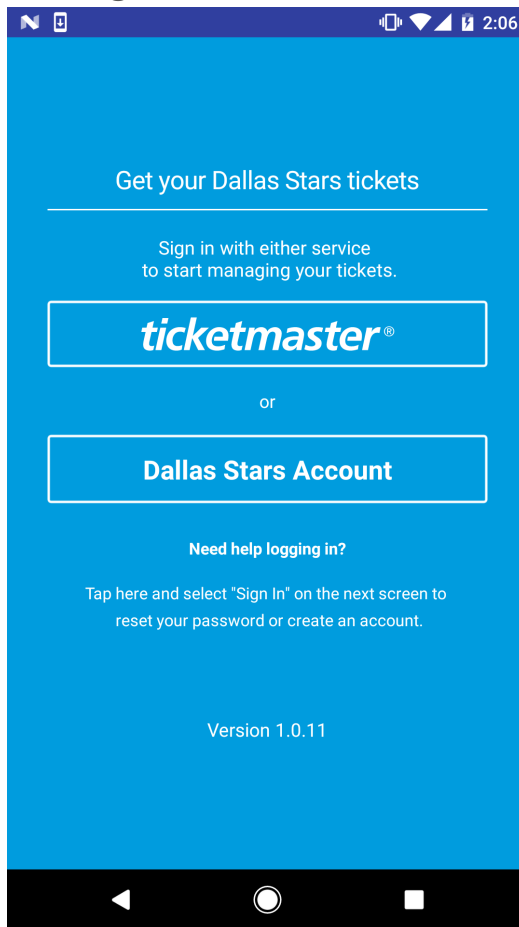 2:06
Get your Dallas Stars tickets
Sign in with either service
to start managing your tickets.
ticketmaster®
or
Dallas Stars Account
Need help logging in?
Tap here and select "Sign In" on the next screen to
reset your password or create an account.
Version 1.0.11